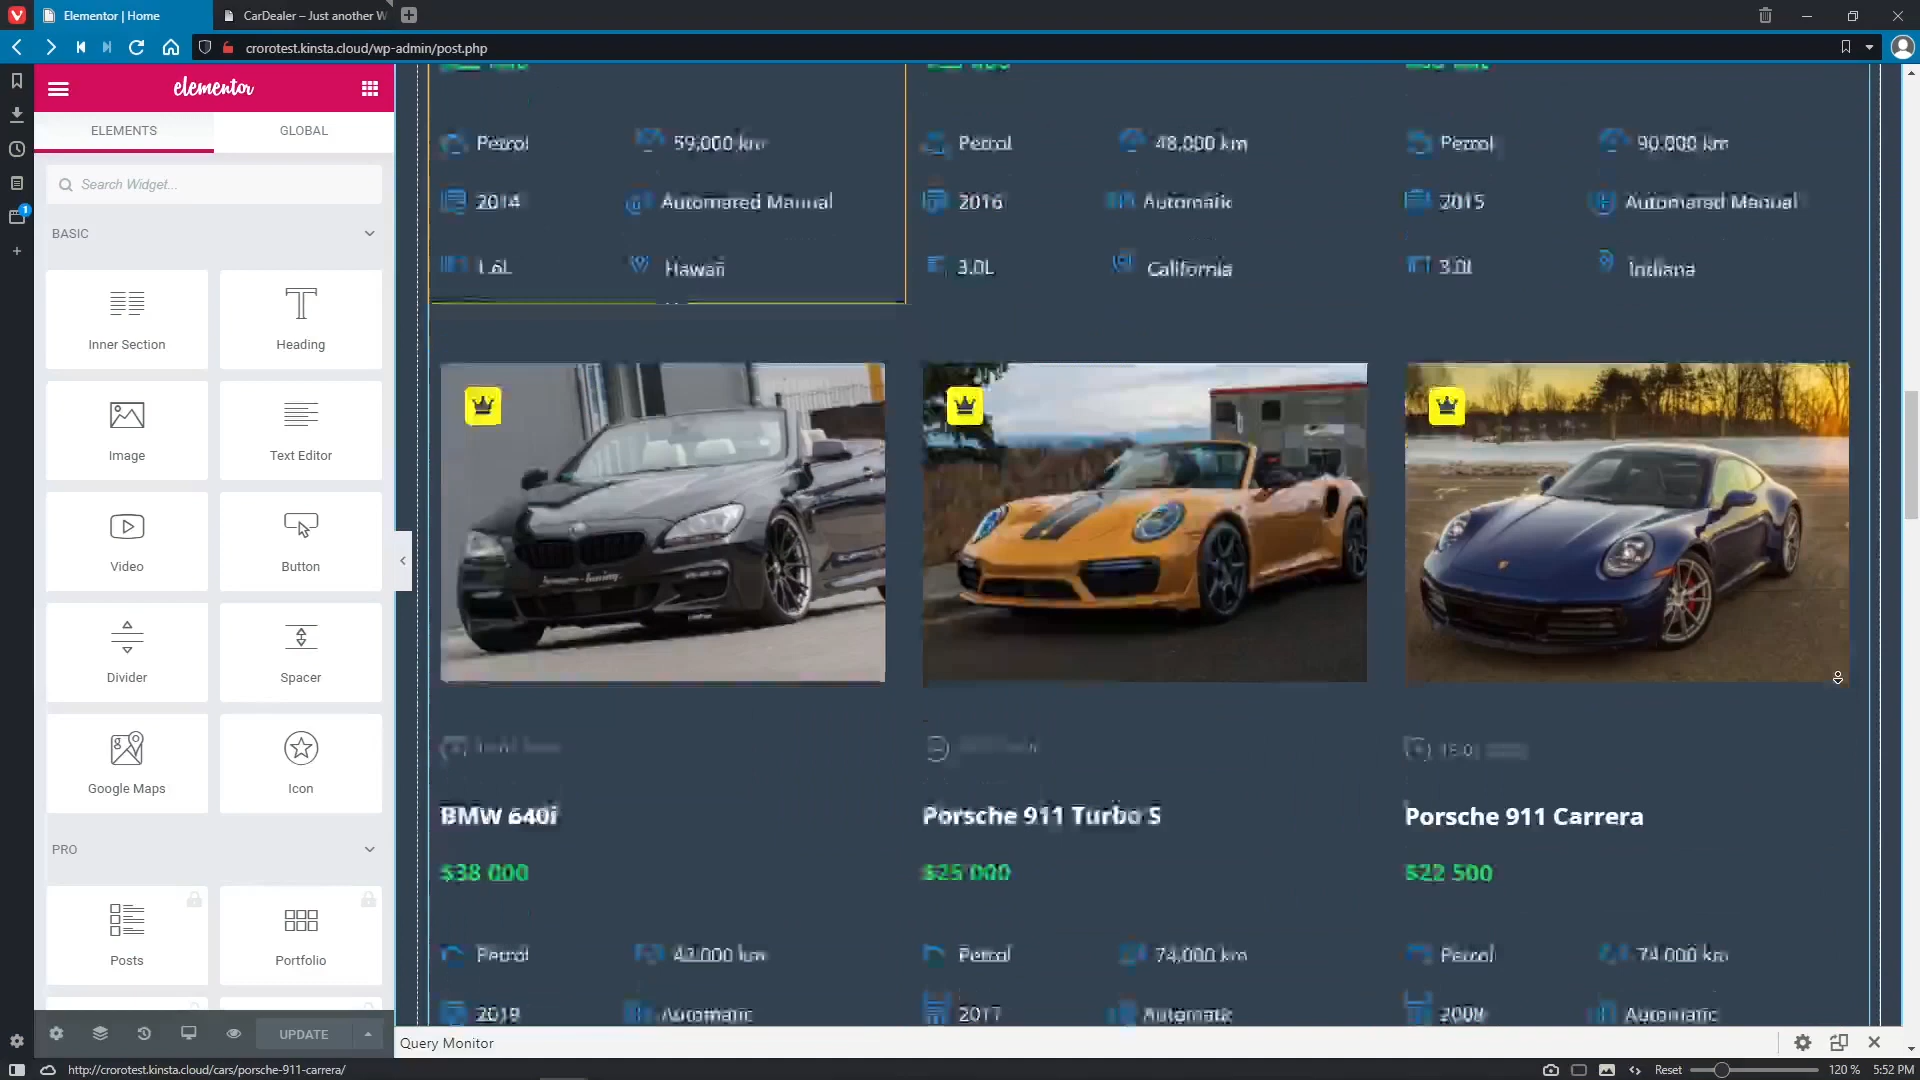 Elementor | Home
CarDealer – Just another W
crorotest.kinsta.cloud/wp-admin/post.php
elementor
ELEMENTS
GLOBAL
Search Widget...
BASIC
Inner Section
Heading
Image
Text Editor
Video
Button
Divider
Spacer
Google Maps
Icon
PRO
Posts
Portfolio
UPDATE
Petrol
59,000 km
Petrol
48,000 km
Petrol
90,000 km
2014
Automated Manual
2016
Automatic
2015
Automated Manual
1.6L
Hawaii
3.0L
California
3.0L
Indiana
BMW 640i
Porsche 911 Turbo S
Porsche 911 Carrera
$38 000
$25 000
$22 500
Petrol
Petrol
74,000 km
Petrol
74,000 km
Automatic
2017
Automatic
2008
Automatic
Query Monitor
http://crorotest.kinsta.cloud/cars/porsche-911-carrera/
Reset
120 %
5:52 PM